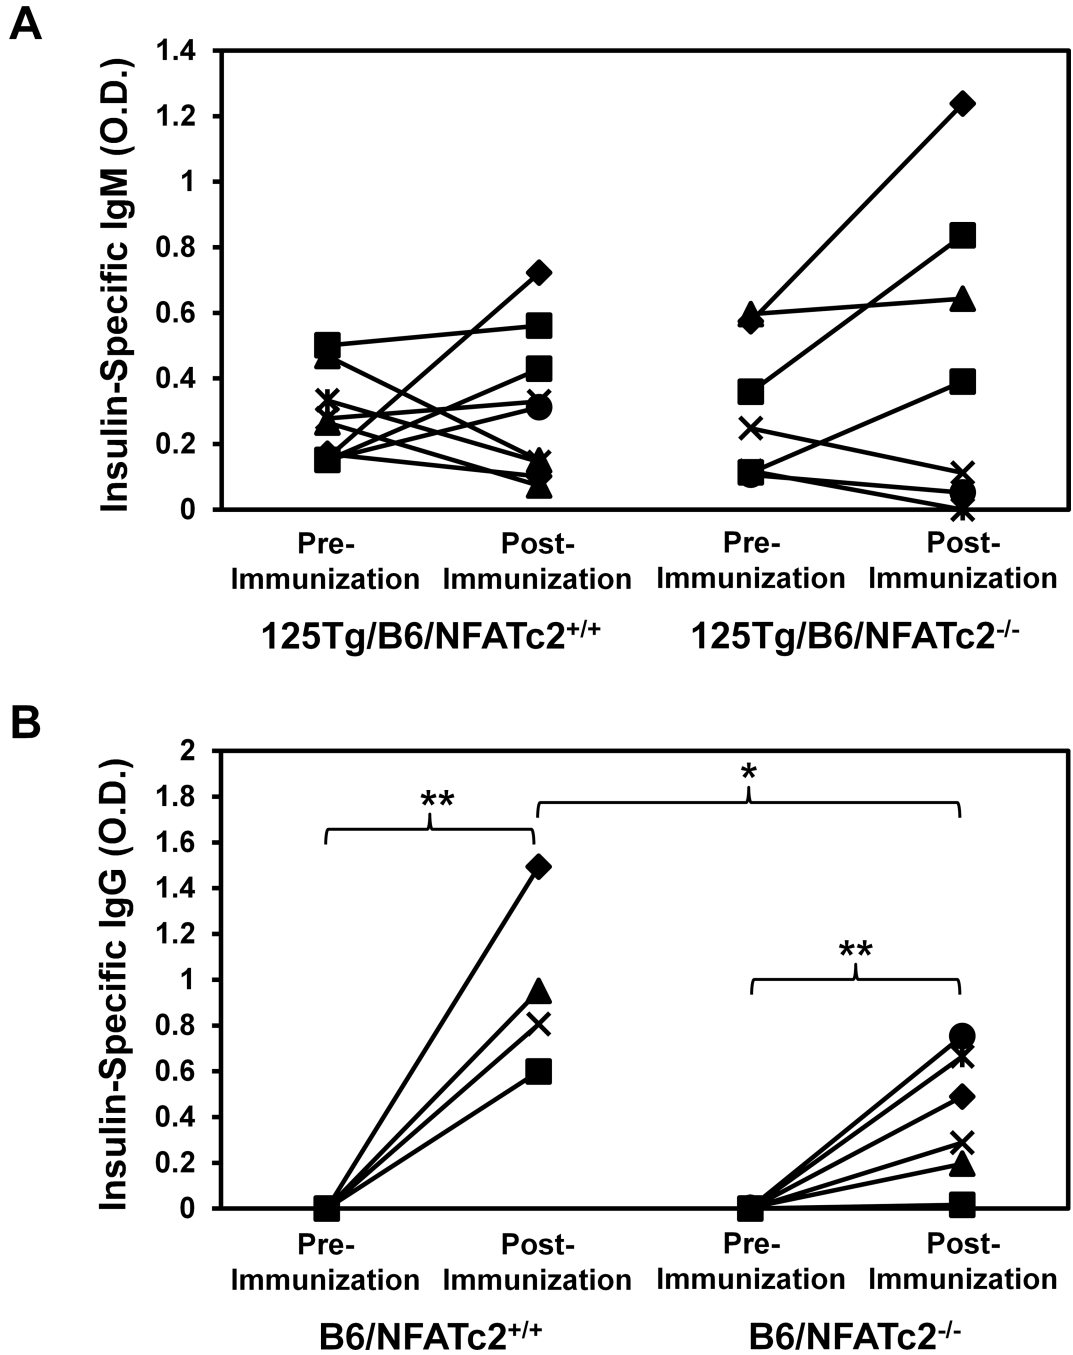 A
Insulin-Specific IgM (O.D.)
1.4
1.2
1
0.8
0.6
0.4
0.2
0
Pre-
Immunization
Post-
Immunization
Pre-
Immunization
Post-
Immunization
125Tg/B6/NFATc2+/+
125Tg/B6/NFATc2-/-
B
Insulin-Specific IgG (O.D.)
2
1.8
1.6
1.4
1.2
1
0.8
0.6
0.4
0.2
0
**
*
**
Pre-
Immunization
Post-
Immunization
Pre-
Immunization
Post-
Immunization
B6/NFATc2+/+
B6/NFATc2-/-